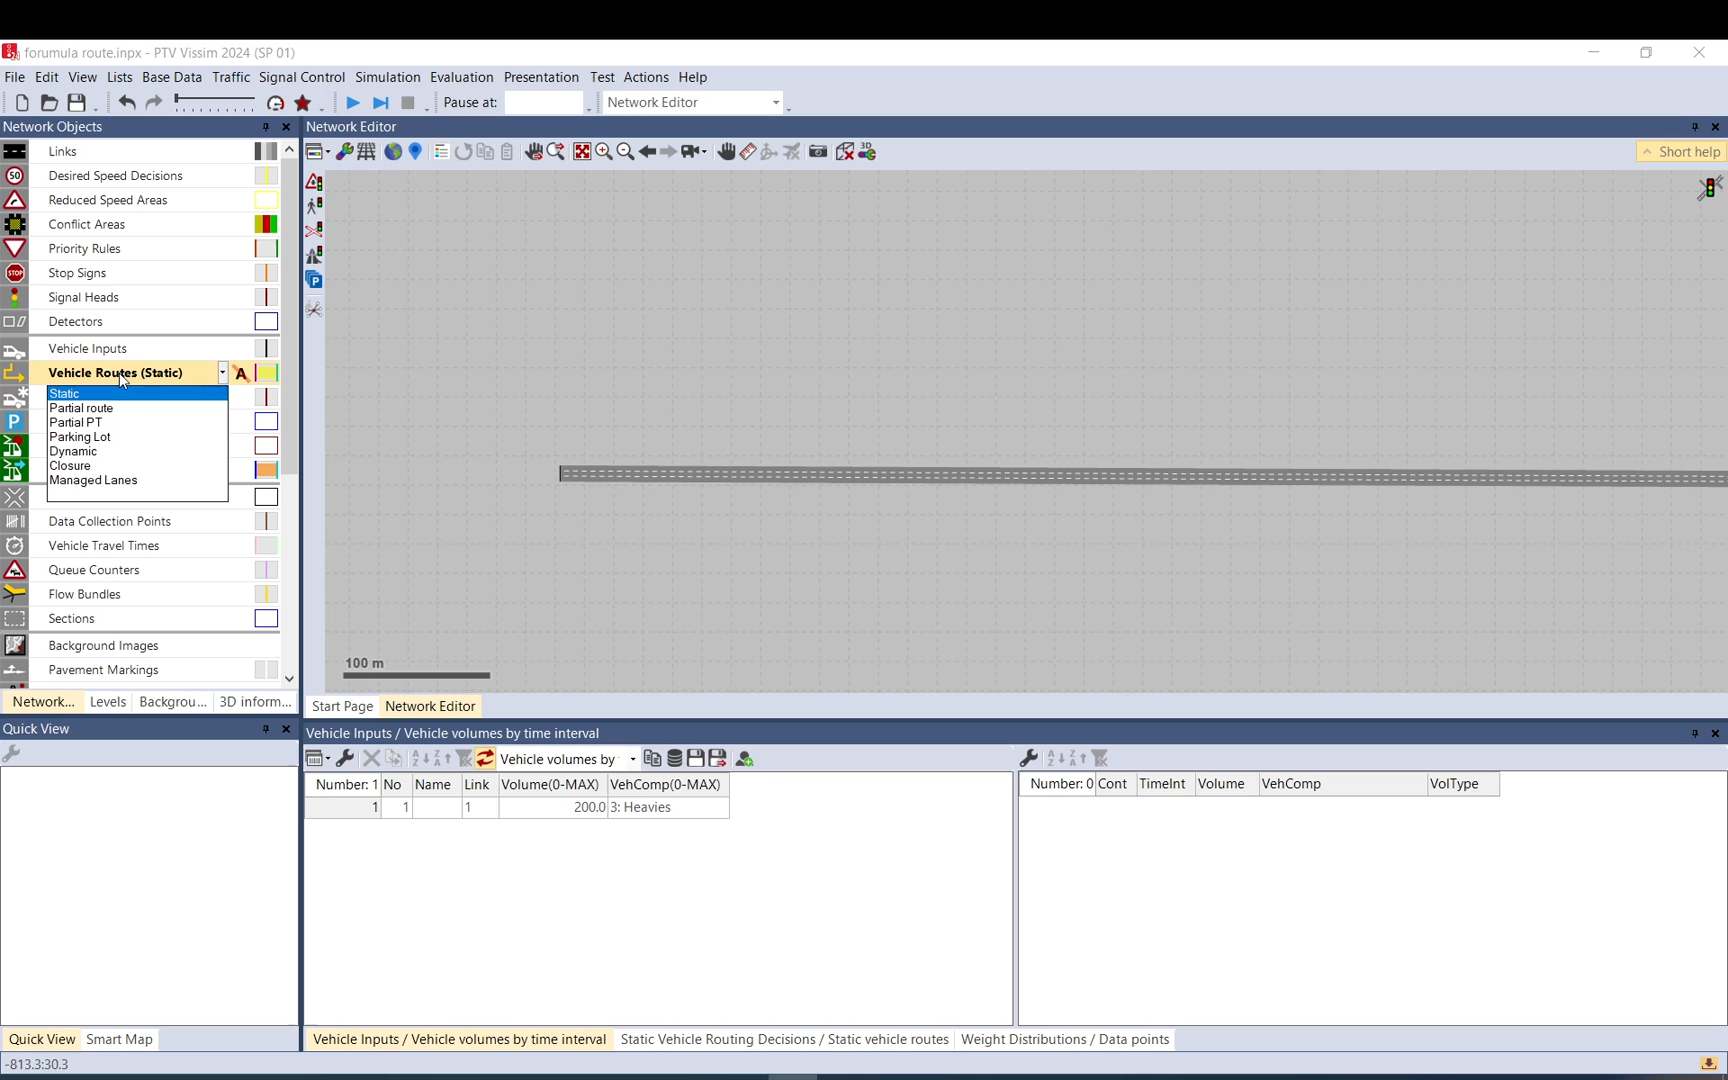 forumula route.inpx - PTV Vissim 2024 (SP 01)
File Edit View Lists Base Data Traffic Signal Control Simulation Evaluation Presentation Test Actions Help
Pause at: Network Editor
Network Objects
Links
50 Desired Speed Decisions
Reduced Speed Areas
Conflict Areas
Priority Rules
STOP Stop Signs
Signal Heads
Detectors
Vehicle Inputs
Vehicle Routes (Static) A
Static
Partial route
Partial PT
P Parking Lot
Dynamic
Closure
Managed Lanes
Data Collection Points
Vehicle Travel Times
Queue Counters
Flow Bundles
Sections
Background Images
Pavement Markings
Network... Levels Backgrou... 3D inform...
Network Editor
3D
Short help
P
100 m
Start Page Network Editor
Quick View
Quick View Smart Map
Vehicle Inputs / Vehicle volumes by time interval
Vehicle volumes by
Number: 1 No Name Link Volume(0-MAX) VehComp(0-MAX)
1 1 1 200.0 3: Heavies
Number: 0 Cont TimeInt Volume VehComp VolType
Vehicle Inputs / Vehicle volumes by time interval Static Vehicle Routing Decisions / Static vehicle routes Weight Distributions / Data points
-813.3:30.3